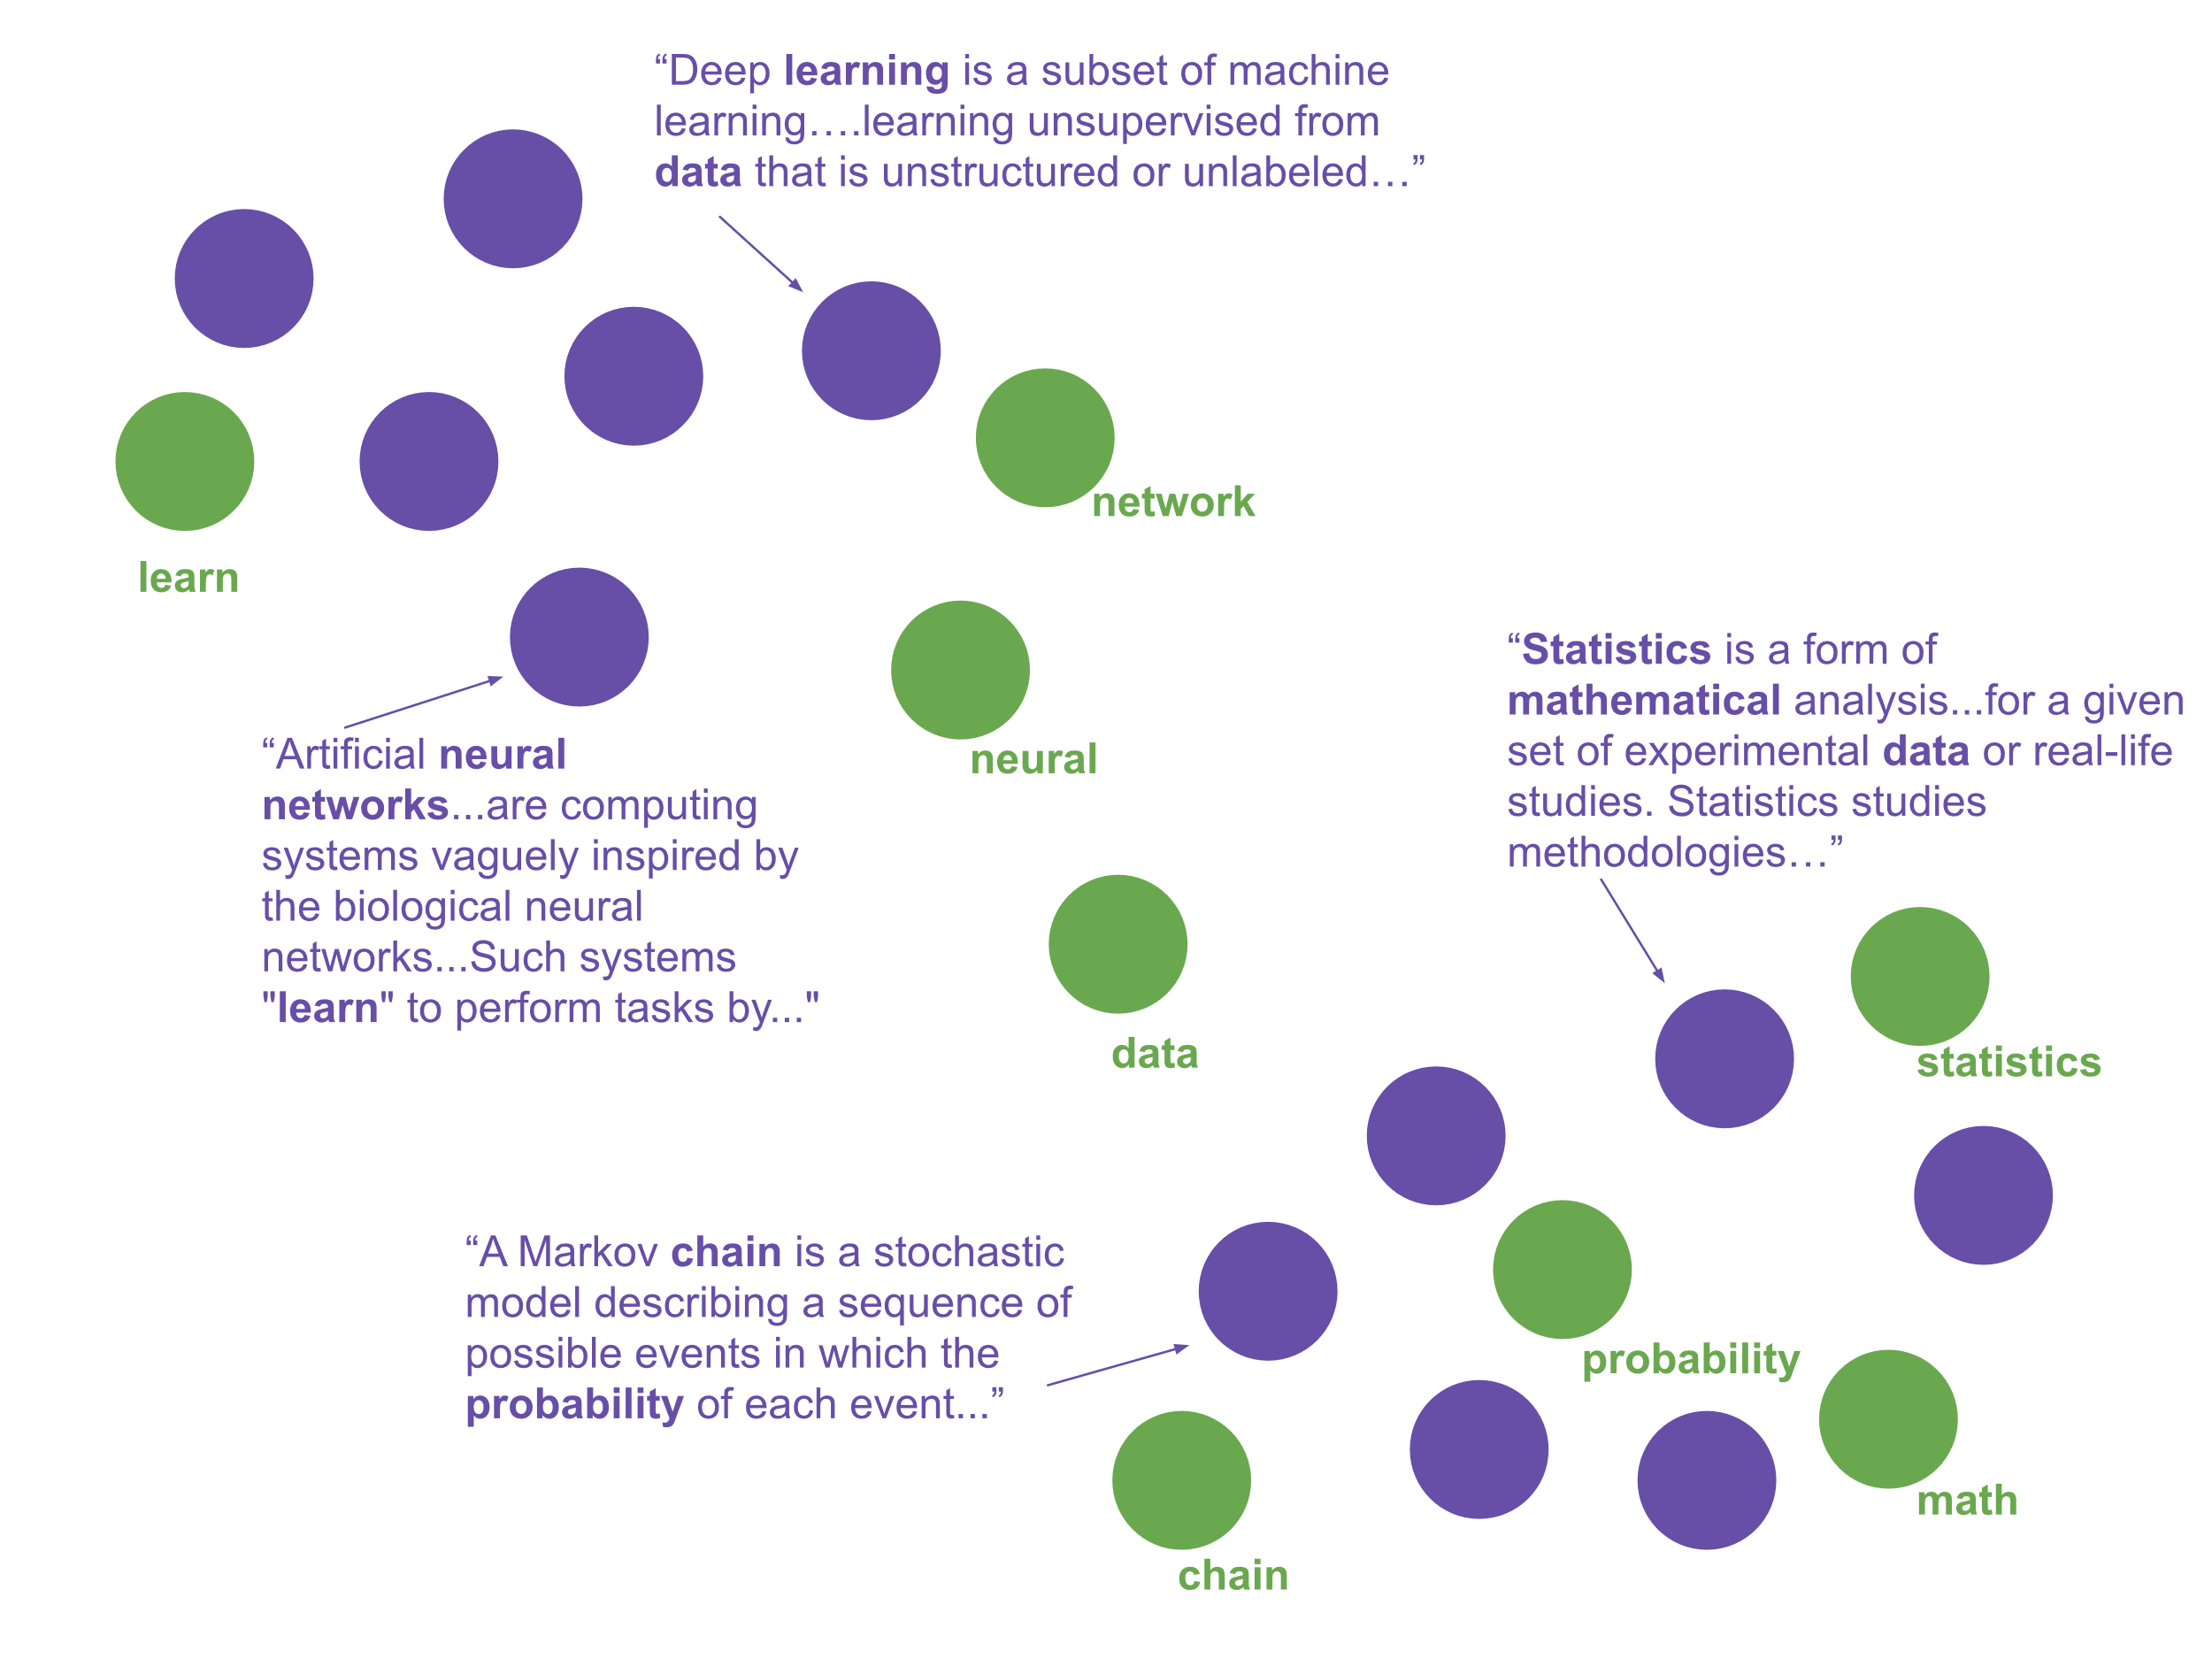 “Deep learning is a subset of machine
learning….learning unsupervised from
data that is unstructured or unlabeled…”
network
learn
“Statistics is a form of
mathematical analysis...for a given
set of experimental data or real-life
studies. Statistics studies
methodologies…”
neural
“Artificial neural
networks...are computing
systems vaguely inspired by
the biological neural
networks...Such systems
"learn" to perform tasks by..."
data
statistics
“A Markov chain is a stochastic
model describing a sequence of
possible events in which the
probability of each event...”
probability
math
chain